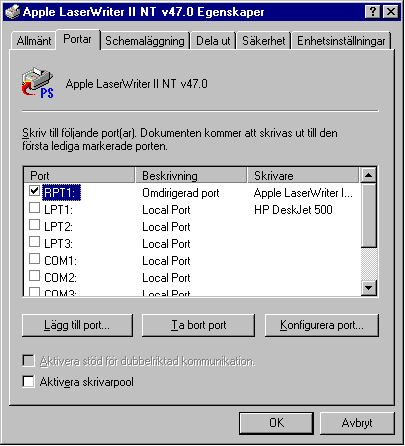 Apple LaserWriter II NT v47.0 Egenskaper
Allmänt Portar Schemaläggning Dela ut Säkerhet Enhetsinställningar
PS
Apple LaserWriter II NT v47.0
Skriv till följande port(ar). Dokumenten kommer att skrivas ut till den
första lediga markerade porten.
Port Beskrivning Skrivare
RPT1: Omdirigerad port Apple LaserWriter I...
LPT1: Local Port HP DeskJet 500
LPT2: Local Port
LPT3: Local Port
COM1: Local Port
COM2: Local Port
COM3: Local Port
Lägg till port... Ta bort port Konfigurera port...
Aktivera stöd för dubbelriktad kommunikation.
Aktivera skrivarpool
OK Avbryt